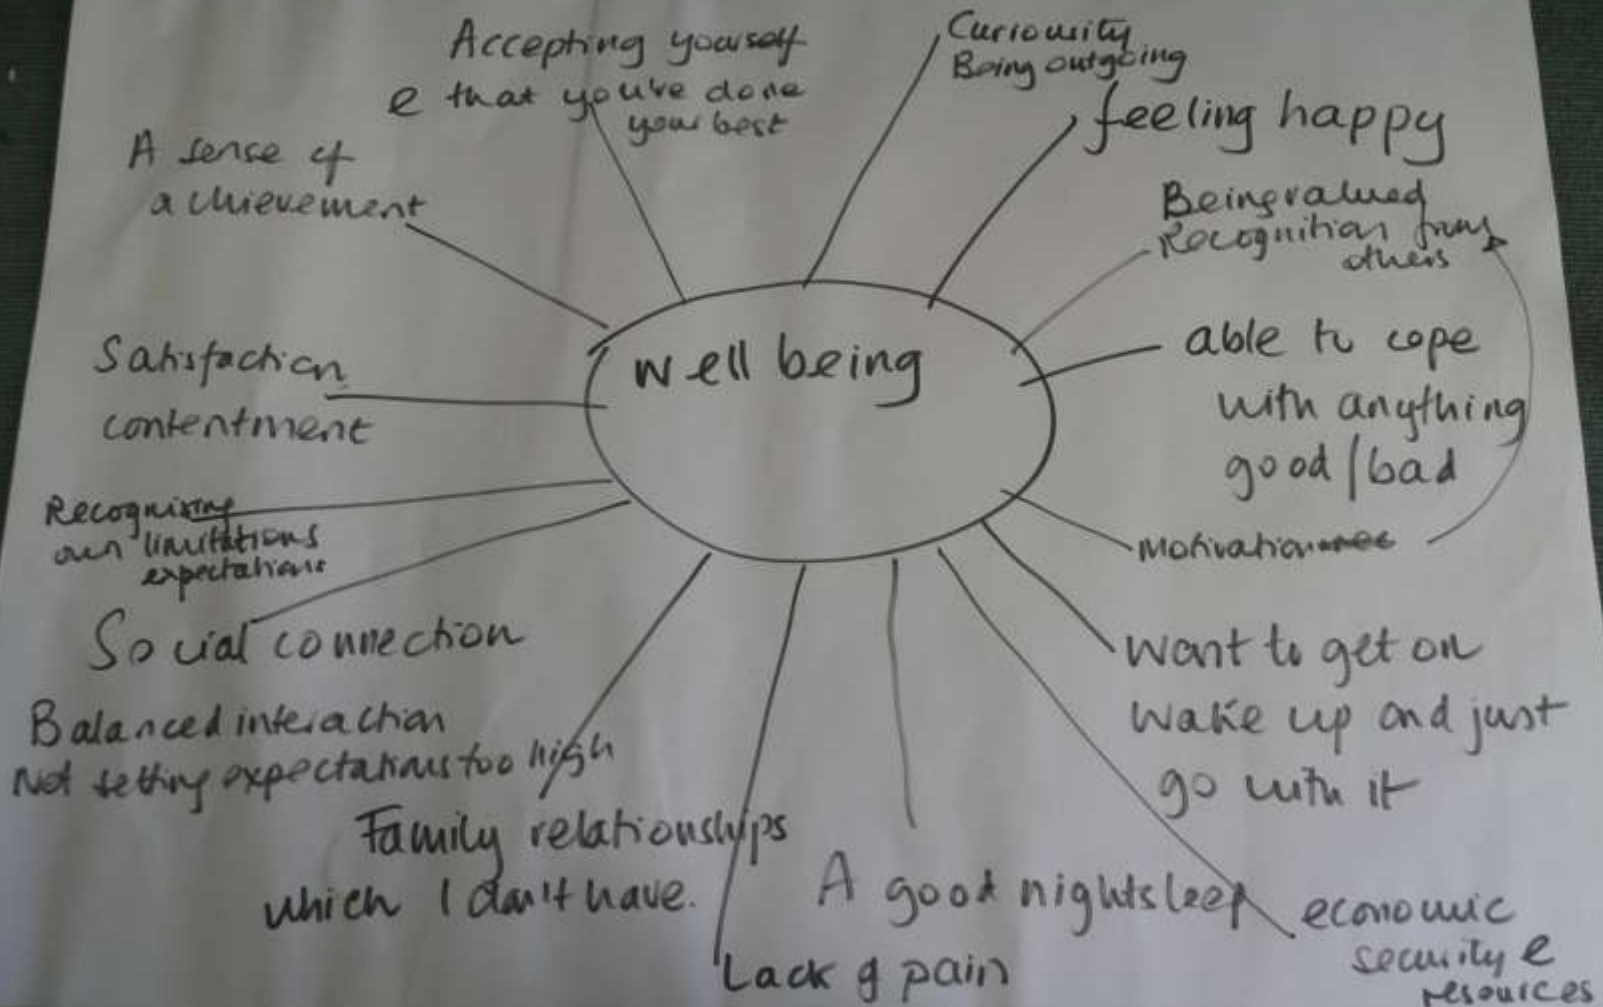 Accepting yourself
e that you've done
your best
Curiousity
Being outgoing
feeling happy
A sense of
achievement
Being valued
Recognition from
others
well being
able to cope
with anything
good/bad
Satisfaction
contentment
Recognising
own limitations
expectations
Motivation
Social connection
Want to get on
Wake up and just
go with it
Balanced interaction
Not setting expectations too high
Family relationships
which I don't have.
A good nightsleep
economic
security e
resources
Lack of pain